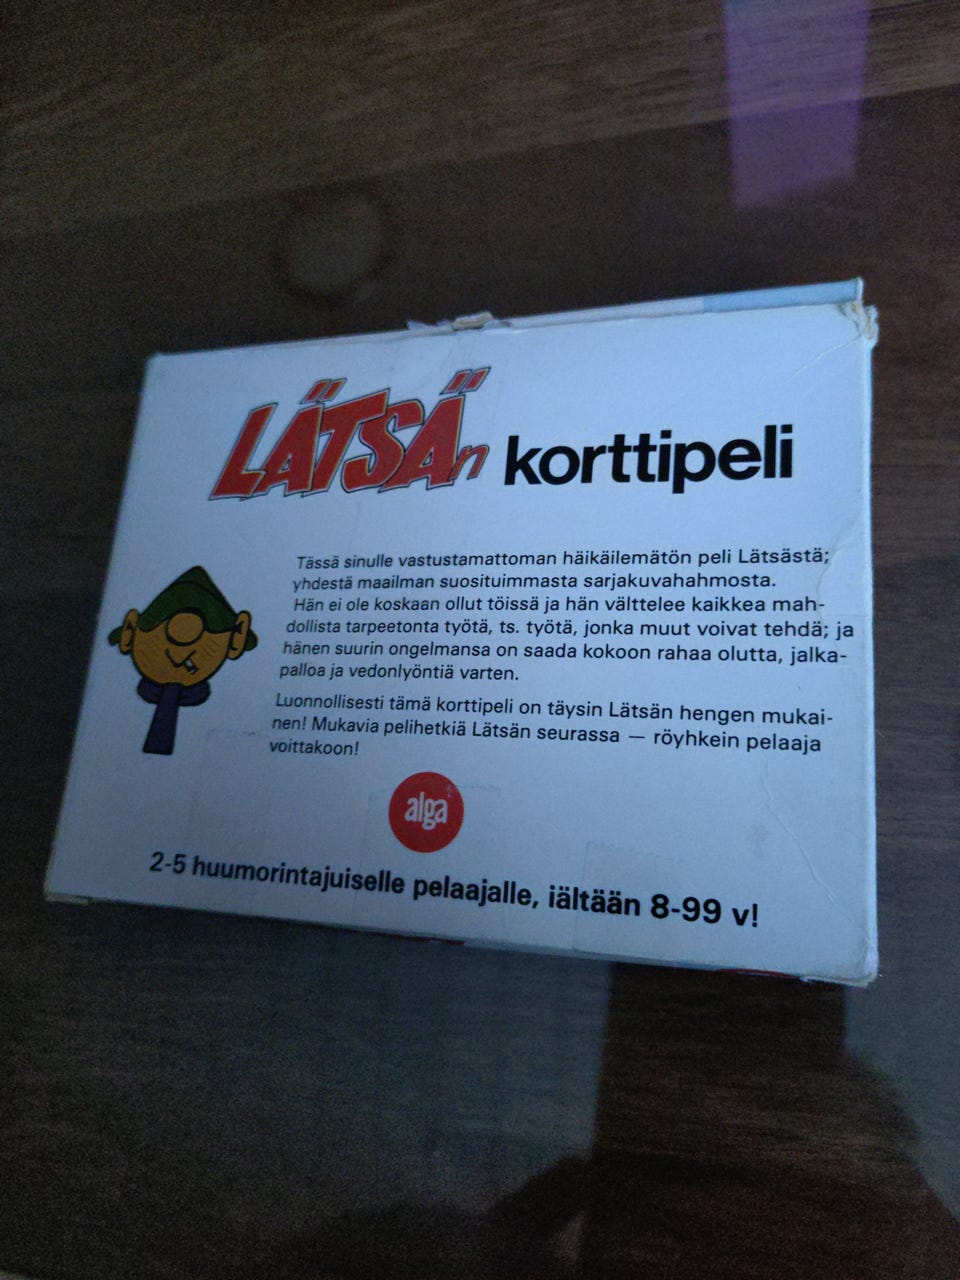 LÄTSÄn korttipeli
Tässä sinulle vastustamattoman häikäilemätön peli Lätsästä;
yhdestä maailman suosituimmasta sarjakuvahahmosta.
Hän ei ole koskaan ollut töissä ja hän välttelee kaikkea mah-
dollista tarpeetonta työtä, ts. työtä, jonka muut voivat tehdä; ja
hänen suurin ongelmansa on saada kokoon rahaa olutta, jalka-
palloa ja vedonlyöntiä varten.
Luonnollisesti tämä korttipeli on täysin Lätsän hengen mukai-
nen! Mukavia pelihetkiä Lätsän seurassa — röyhkein pelaaja
voittakoon!
alga
2-5 huumorintajuiselle pelaajalle, iältään 8-99 v!